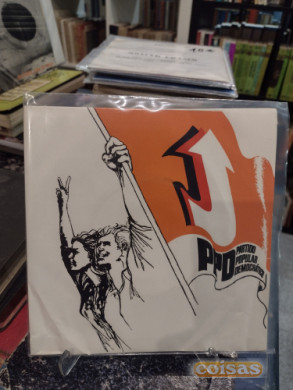 PPD
PARTIDO
POPULAR
DEMOCRÁTICO
coisas